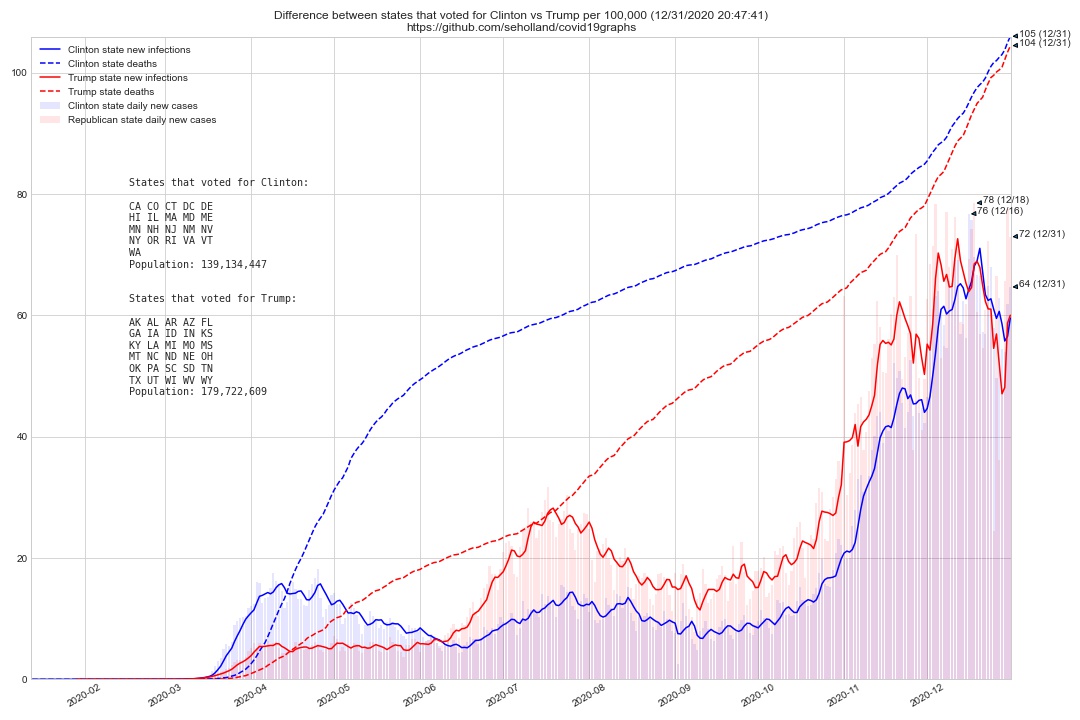 Difference between states that voted for Clinton vs Trump per 100,000 (12/31/2020 20:47:41)
https://github.com/seholland/covid19graphs
Clinton state new infections
Clinton state deaths
Trump state new infections
Trump state deaths
Clinton state daily new cases
Republican state daily new cases
States that voted for Clinton:
CA CO CT DC DE
HI IL MA MD ME
MN NH NJ NM NV
NY OR RI VA VT
WA
Population: 139,134,447
States that voted for Trump:
AK AL AR AZ FL
GA IA ID IN KS
KY LA MI MO MS
MT NC ND NE OH
OK PA SC SD TN
TX UT WI WV WY
Population: 179,722,609
105 (12/31)
104 (12/31)
78 (12/18)
76 (12/16)
72 (12/31)
64 (12/31)
100
80
60
40
20
0
2020-02
2020-03
2020-04
2020-05
2020-06
2020-07
2020-08
2020-09
2020-10
2020-11
2020-12